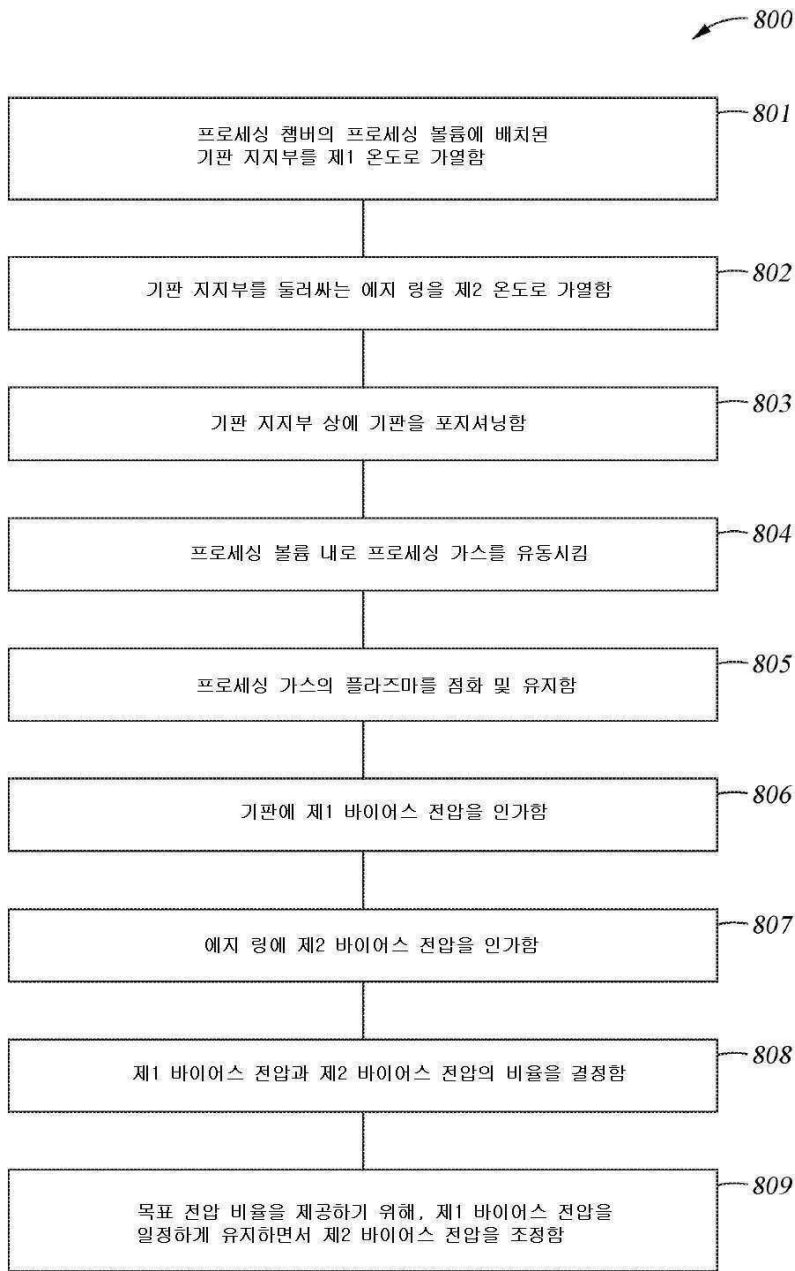 800
801
프로세싱 챔버의 프로세싱 볼륨에 배치된
기판 지지부를 제1 온도로 가열함
802
기판 지지부를 둘러싸는 에지 링을 제2 온도로 가열함
803
기판 지지부 상에 기판을 포지셔닝함
804
프로세싱 볼륨 내로 프로세싱 가스를 유동시킴
805
프로세싱 가스의 플라즈마를 점화 및 유지함
806
기판에 제1 바이어스 전압을 인가함
807
에지 링에 제2 바이어스 전압을 인가함
808
제1 바이어스 전압과 제2 바이어스 전압의 비율을 결정함
809
목표 전압 비율을 제공하기 위해, 제1 바이어스 전압을
일정하게 유지하면서 제2 바이어스 전압을 조정함